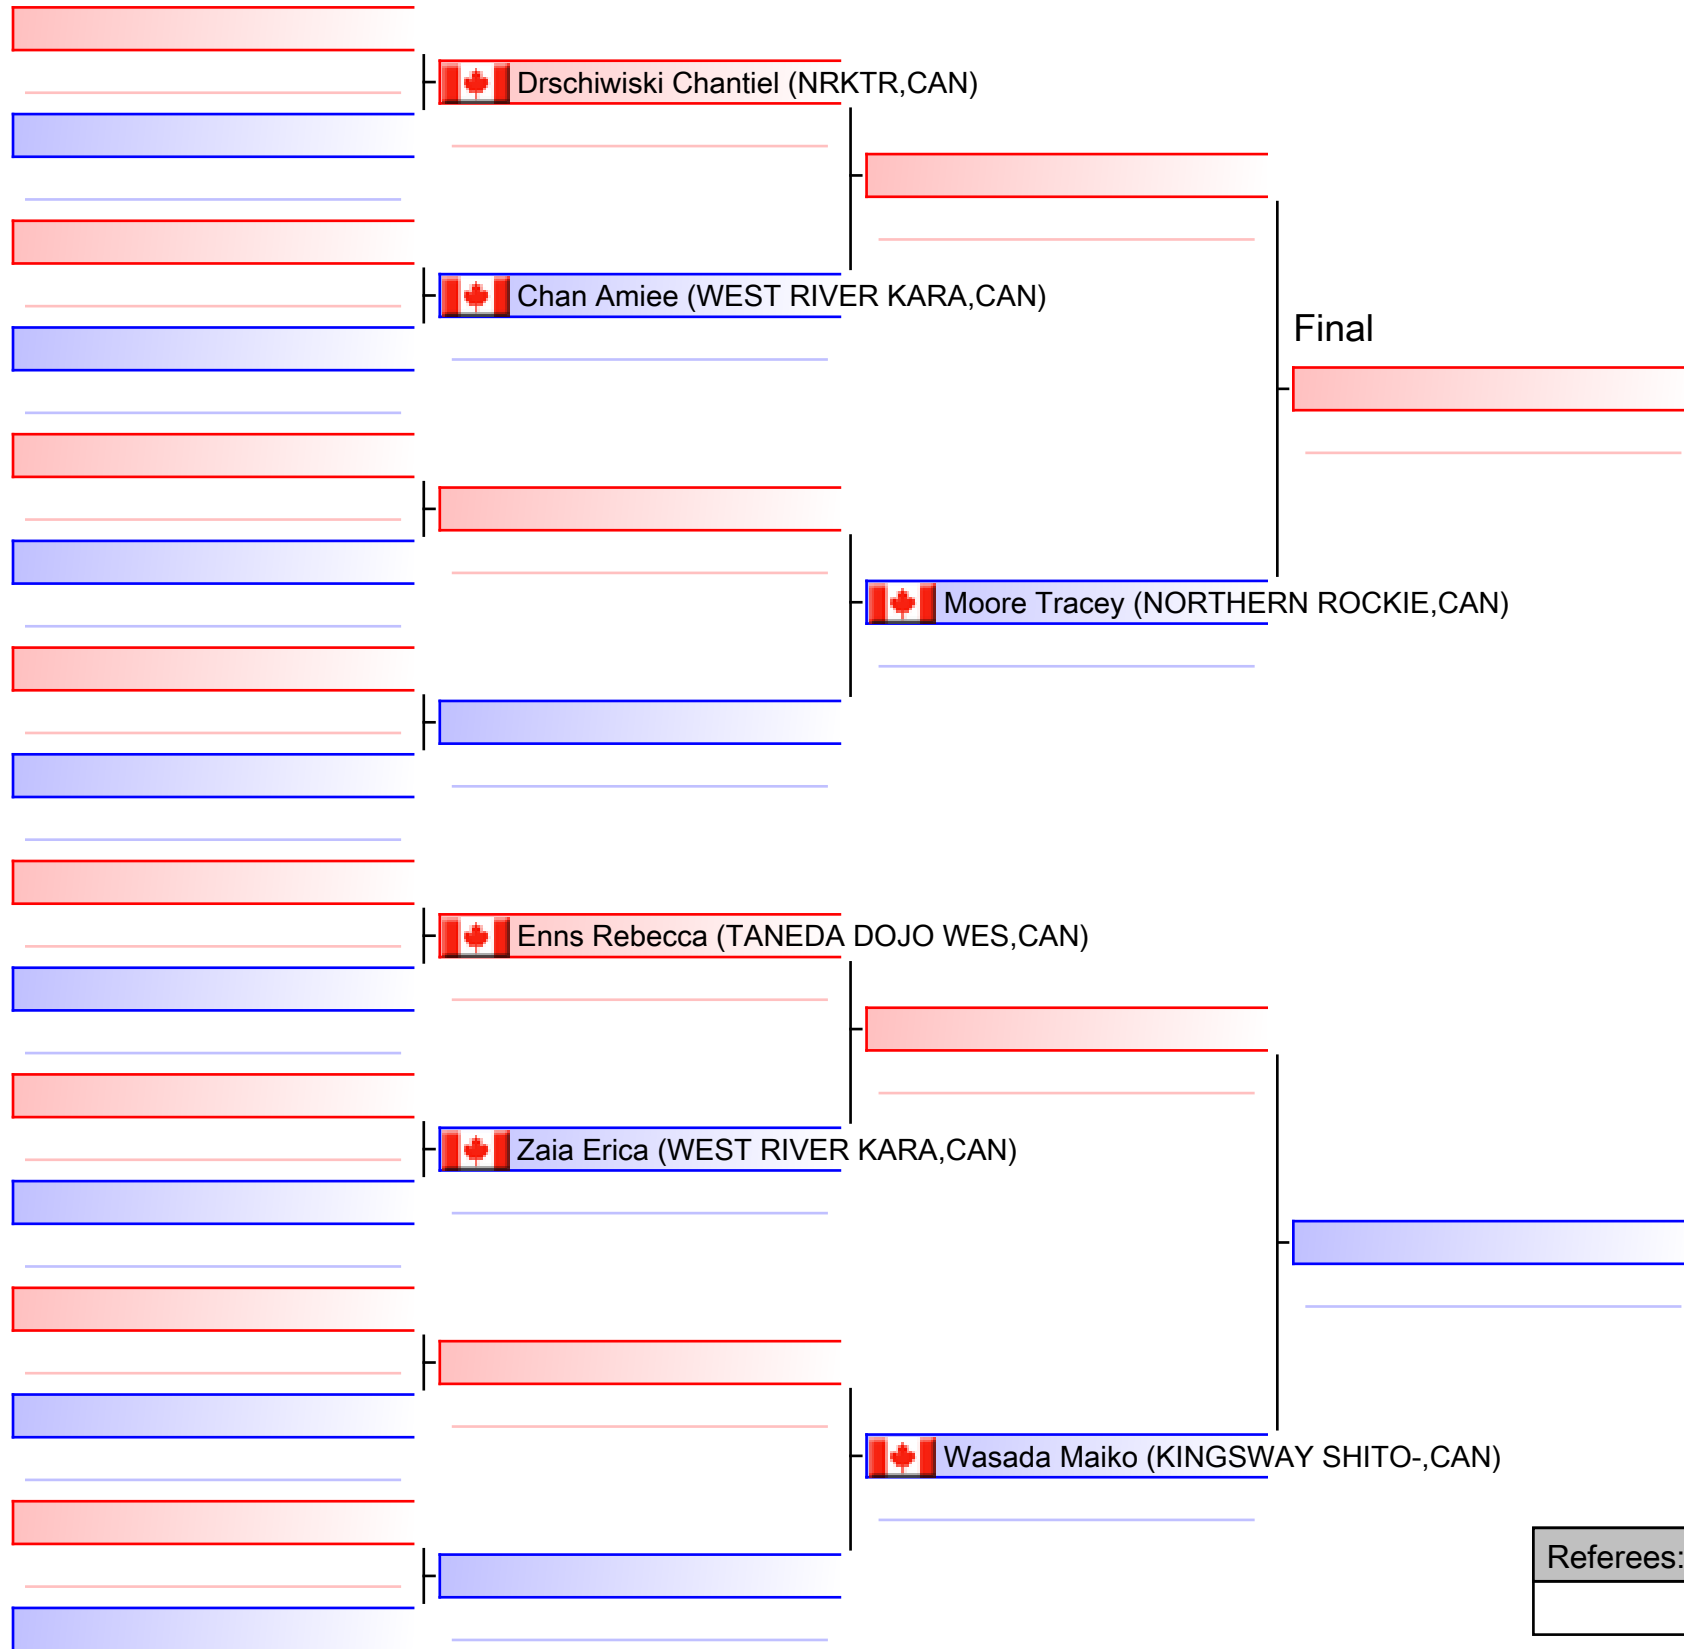 Drschiwiski Chantiel (NRKTR,CAN)
Chan Amiee (WEST RIVER KARA,CAN)
Final
Moore Tracey (NORTHERN ROCKIE,CAN)
Enns Rebecca (TANEDA DOJO WES,CAN)
Zaia Erica (WEST RIVER KARA,CAN)
Wasada Maiko (KINGSWAY SHITO-,CAN)
Referees: